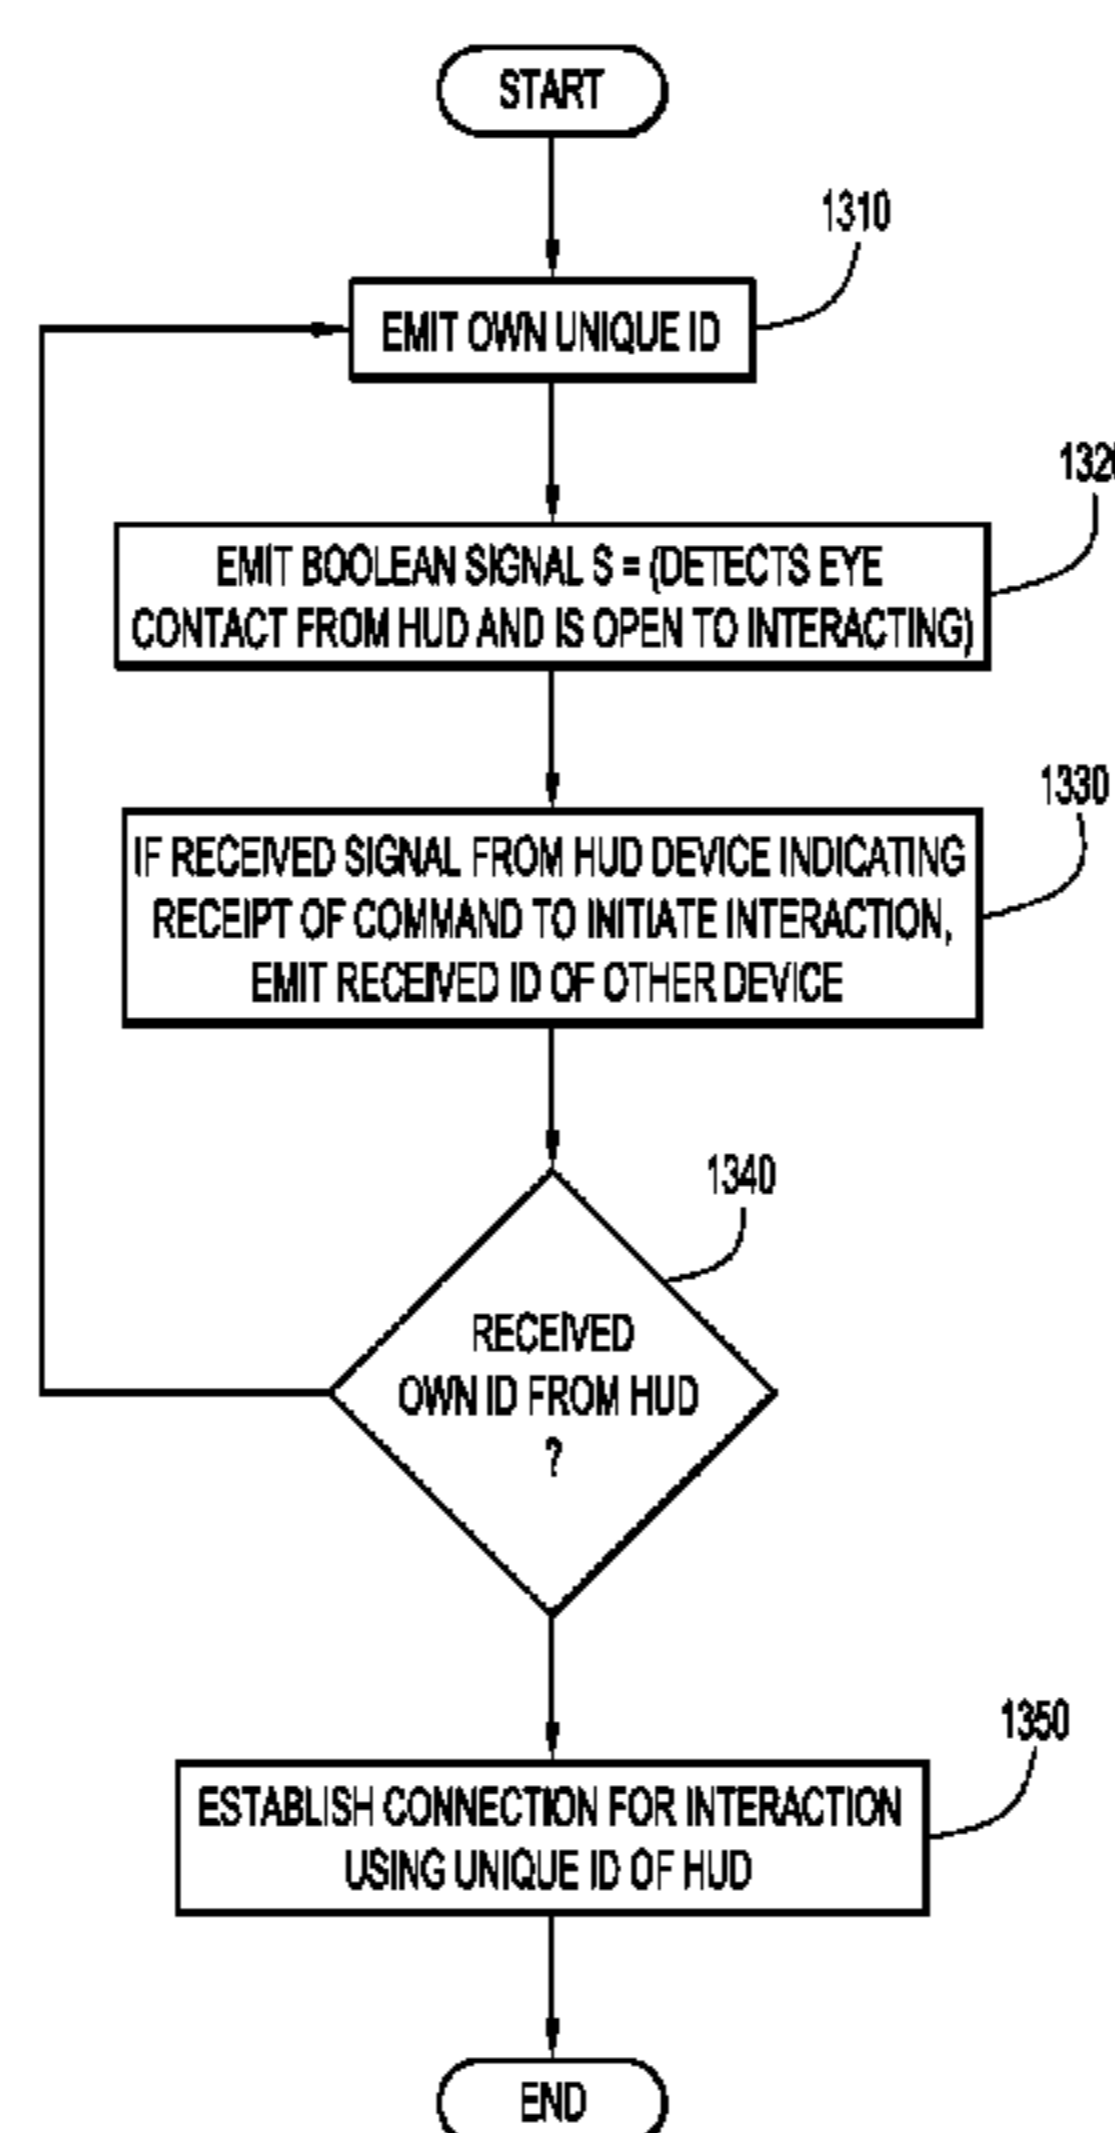 START
1310
EMIT OWN UNIQUE ID
EMIT BOOLEAN SIGNAL S = (DETECTS EYE
CONTACT FROM HUD AND IS OPEN TO INTERACTING)
1330
IF RECEIVED SIGNAL FROM HUD DEVICE INDICATING
RECEIPT OF COMMAND TO INITIATE INTERACTION,
EMIT RECEIVED ID OF OTHER DEVICE
1340
RECEIVED
OWN ID FROM HUD
?
1350
ESTABLISH CONNECTION FOR INTERACTION
USING UNIQUE ID OF HUD
END